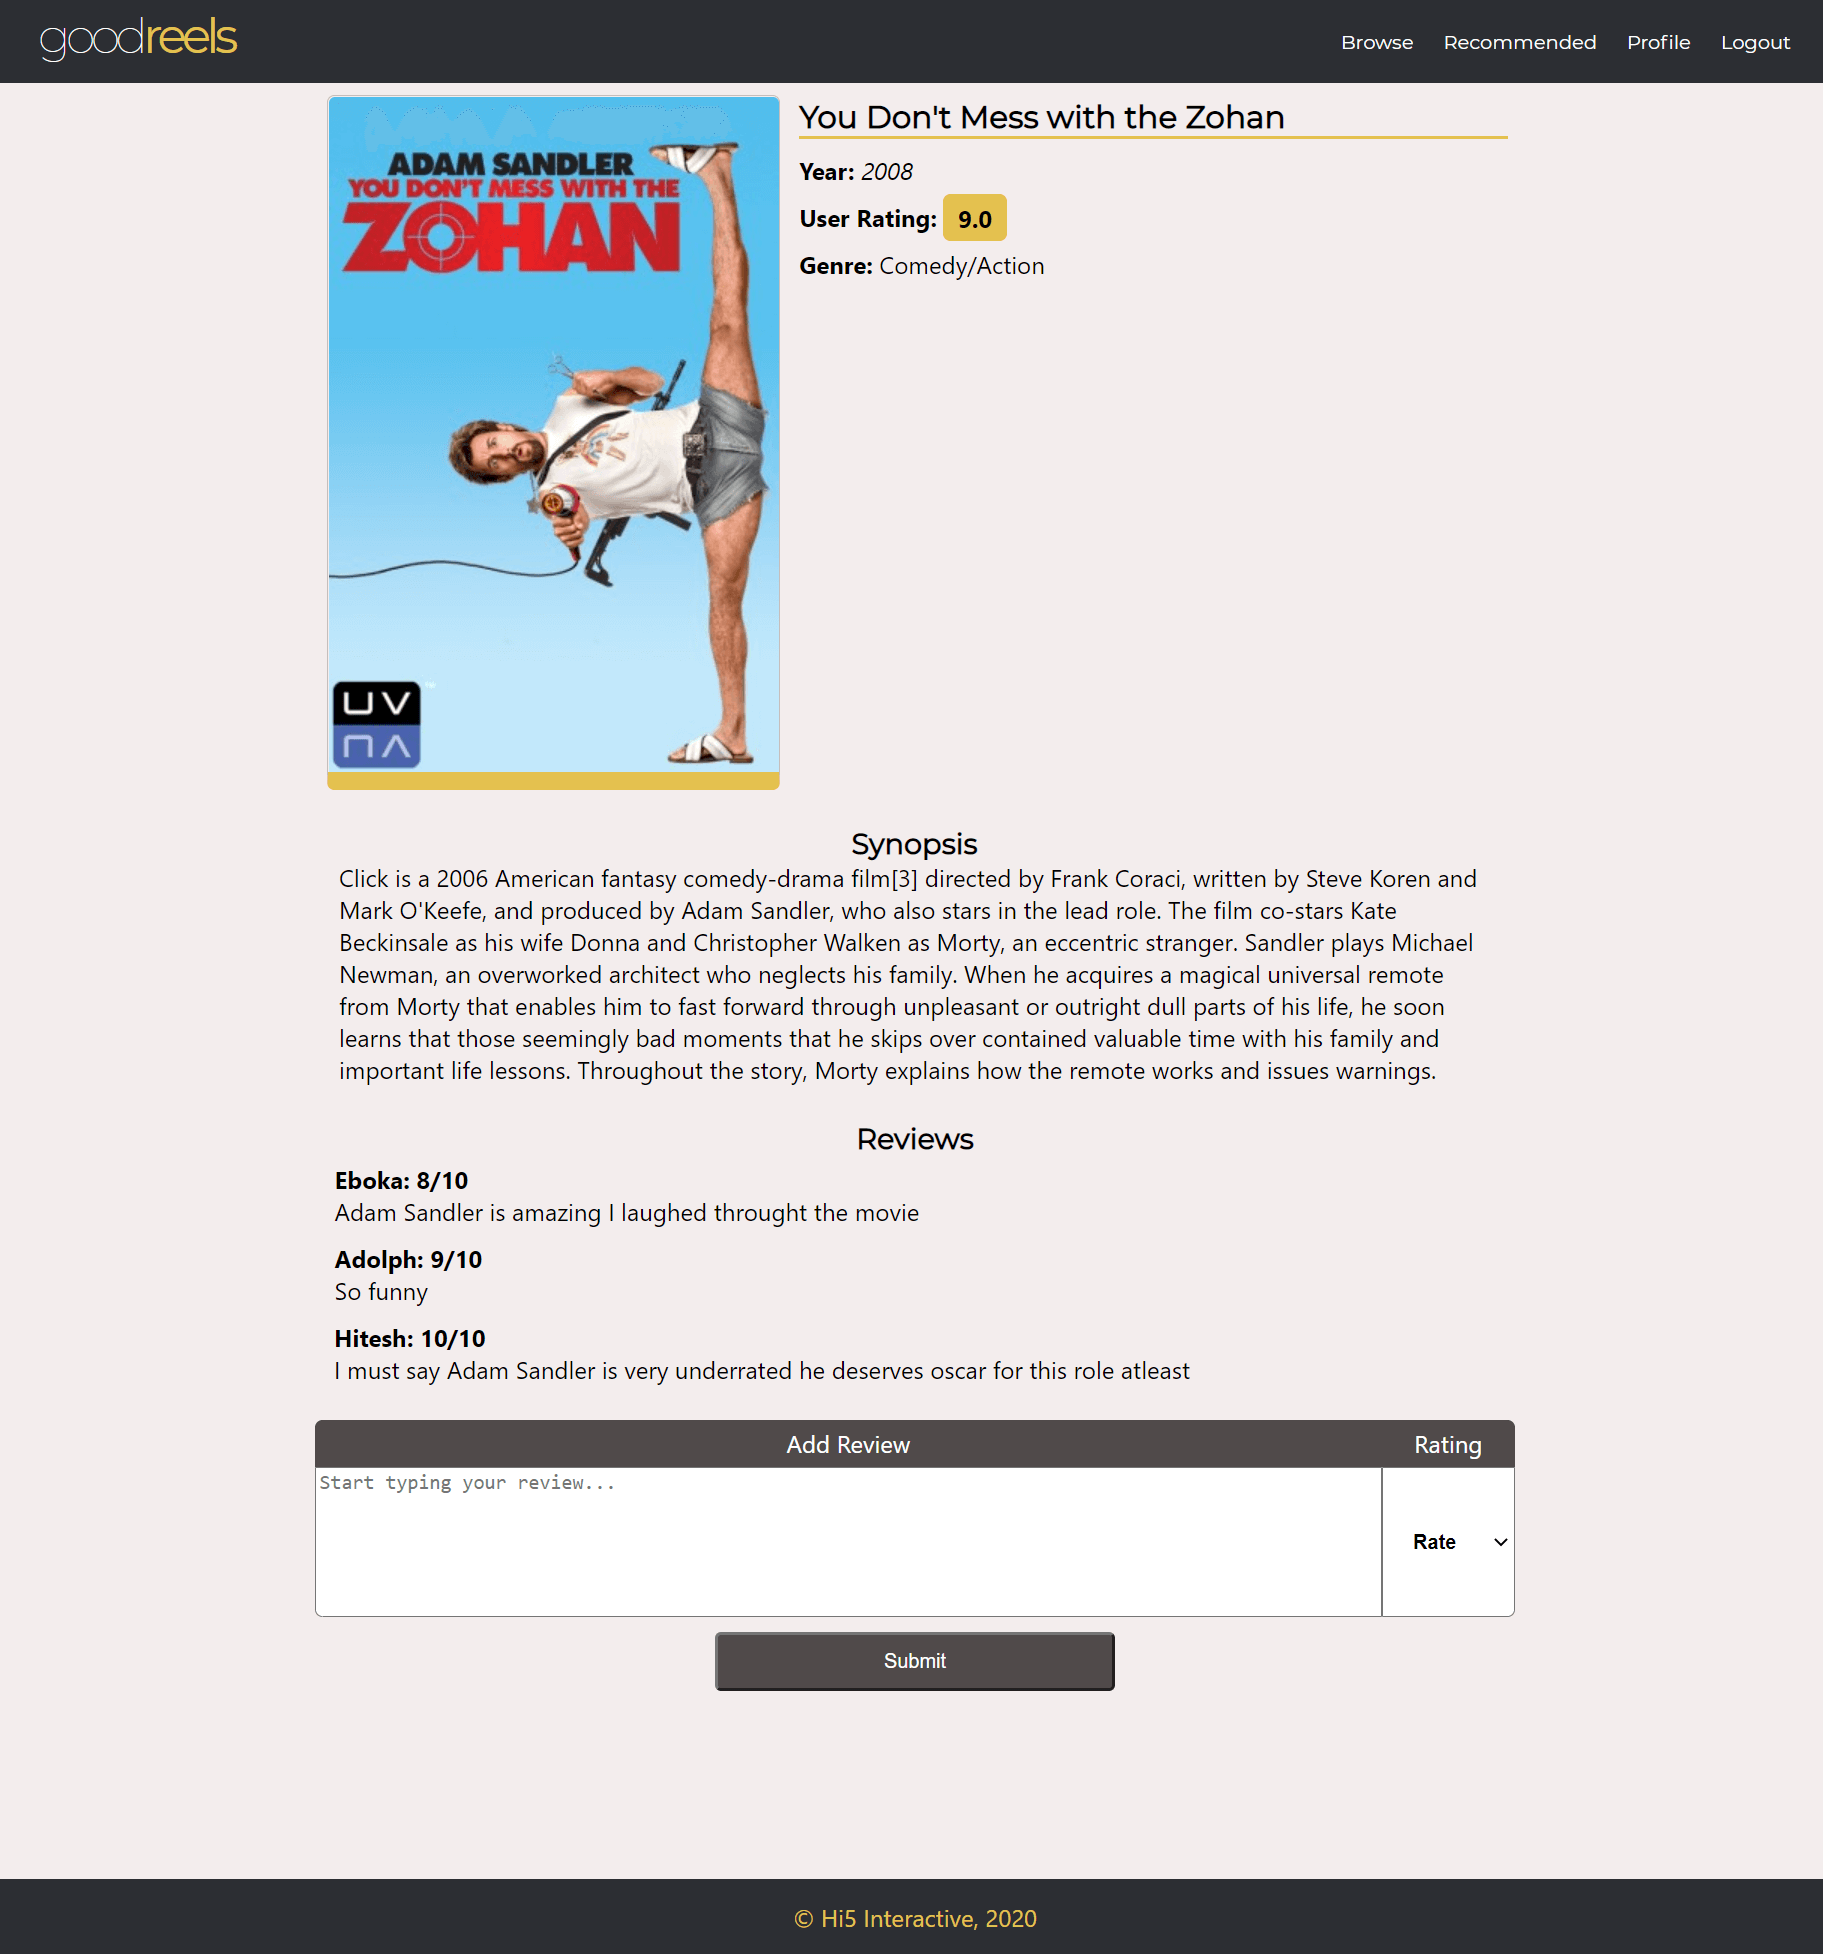 goodreels
Browse Recommended Profile Logout
ADAM SANDLER
YOU DON'T MESS WITH THE
ZOHAN
UV
You Don't Mess with the Zohan
Year: 2008
User Rating: 9.0
Genre: Comedy/Action
Synopsis
Click is a 2006 American fantasy comedy-drama film[3] directed by Frank Coraci, written by Steve Koren and
Mark O'Keefe, and produced by Adam Sandler, who also stars in the lead role. The film co-stars Kate
Beckinsale as his wife Donna and Christopher Walken as Morty, an eccentric stranger. Sandler plays Michael
Newman, an overworked architect who neglects his family. When he acquires a magical universal remote
from Morty that enables him to fast forward through unpleasant or outright dull parts of his life, he soon
learns that those seemingly bad moments that he skips over contained valuable time with his family and
important life lessons. Throughout the story, Morty explains how the remote works and issues warnings.
Reviews
Eboka: 8/10
Adam Sandler is amazing I laughed throught the movie
Adolph: 9/10
So funny
Hitesh: 10/10
I must say Adam Sandler is very underrated he deserves oscar for this role atleast
Add Review Rating
Start typing your review...
Rate
Submit
© Hi5 Interactive, 2020